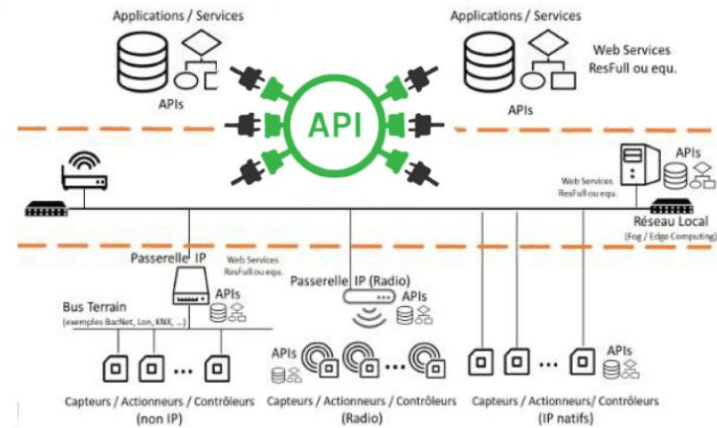 Applications / Services
Applications / Services
Web Services
ResFull ou equ.
APIs
API
APIs
APIs
Web Services
ResFull ou equ.
Réseau Local
(Fog / Edge Computing)
Passerelle IP
Web Services
ResFull ou equ.
APIs
Passerelle IP (Radio)
APIs
Bus Terrain
(exemples BacNet, Lon, KNX, ...)
...
APIs
...
...
APIs
Capteurs / Actionneurs / Contrôleurs
(non IP)
Capteurs / Actionneurs / Contrôleurs
(Radio)
Capteurs / Actionneurs/ Contrôleurs
(IP natifs)